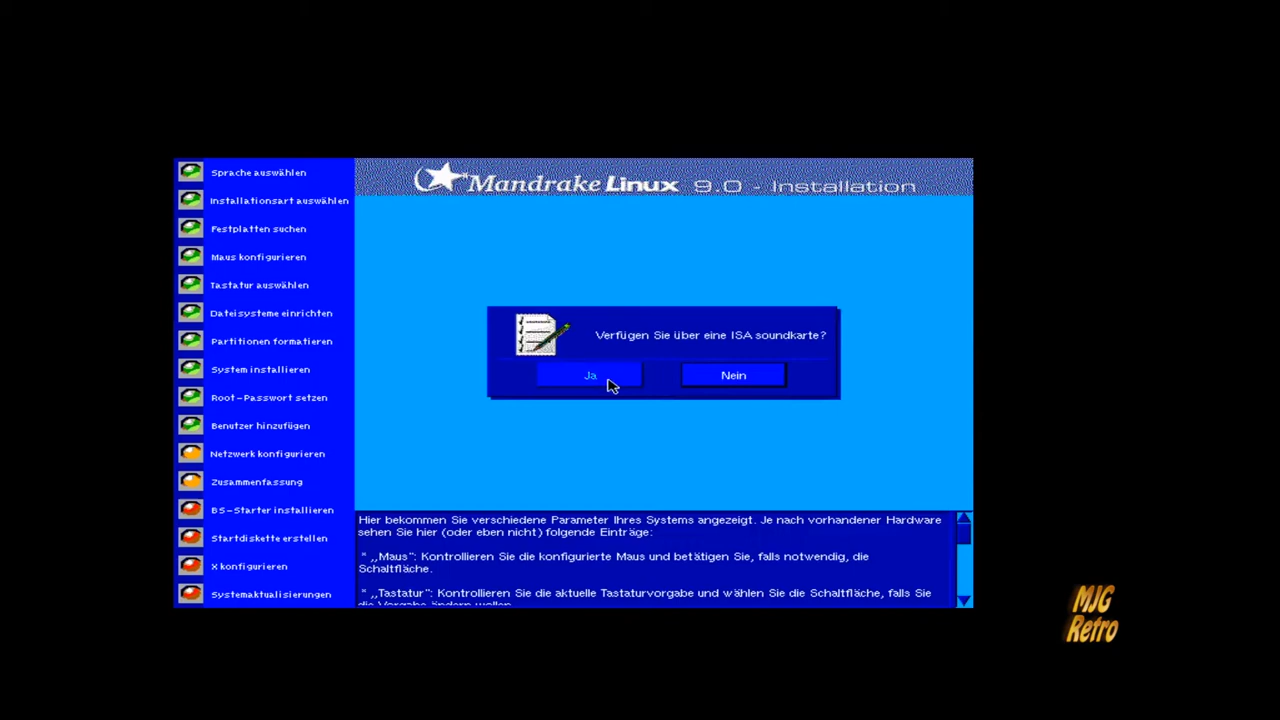 Mandrake Linux 9.0 - Installation
Sprache auswählen
Installationsart auswählen
Festplatten suchen
Maus konfigurieren
Tastatur auswählen
Dateisysteme einrichten
Partitionen formatieren
System installieren
Root-Passwort setzen
Benutzer hinzufügen
Netzwerk konfigurieren
Zusammenfassung
BS-Starter installieren
Startdiskette erstellen
X konfigurieren
Systemaktualisierungen
Verfügen Sie über eine ISA soundkarte?
Ja
Nein
Hier bekommen Sie verschiedene Parameter Ihres Systems angezeigt. Je nach vorhandener Hardware
sehen Sie hier (oder eben nicht) folgende Einträge:
* ,,Maus": Kontrollieren Sie die konfigurierte Maus und betätigen Sie, falls notwendig, die
Schaltfläche.
* ,,Tastatur": Kontrollieren Sie die aktuelle Tastaturvorgabe und wählen Sie die Schaltfläche, falls Sie
die Vorgabe ändern wollen.
MJG
Retro